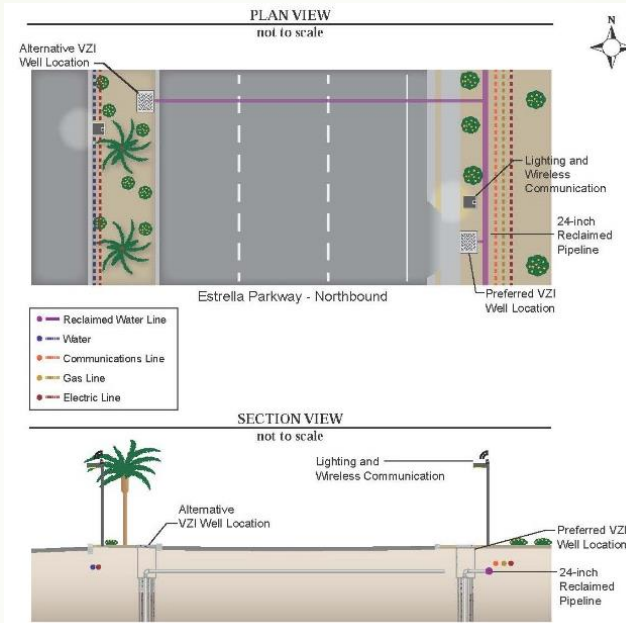 PLAN VIEW
not to scale
N
Alternative VZI
Well Location
Lighting and
Wireless
Communication
24-inch
Reclaimed
Pipeline
Preferred VZI
Well Location
Estrella Parkway - Northbound
Reclaimed Water Line
Water
Communications Line
Gas Line
Electric Line
SECTION VIEW
not to scale
Lighting and
Wireless Communication
Alternative
VZI Well Location
Preferred VZI
Well Location
24-inch
Reclaimed
Pipeline